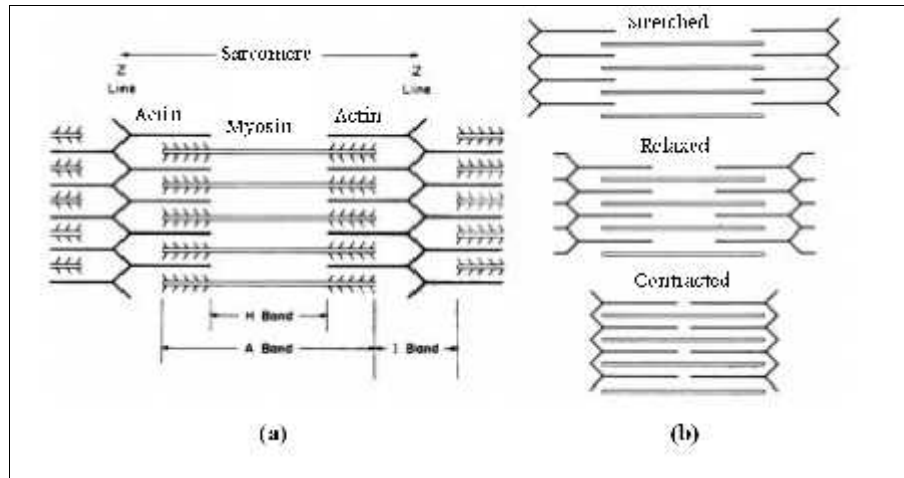 Sarcomere
Z
Line
Z
Line
Actin
Myosin
Actin
H Band
A Band
I Band
(a)
Stretched
Relaxed
Contracted
(b)